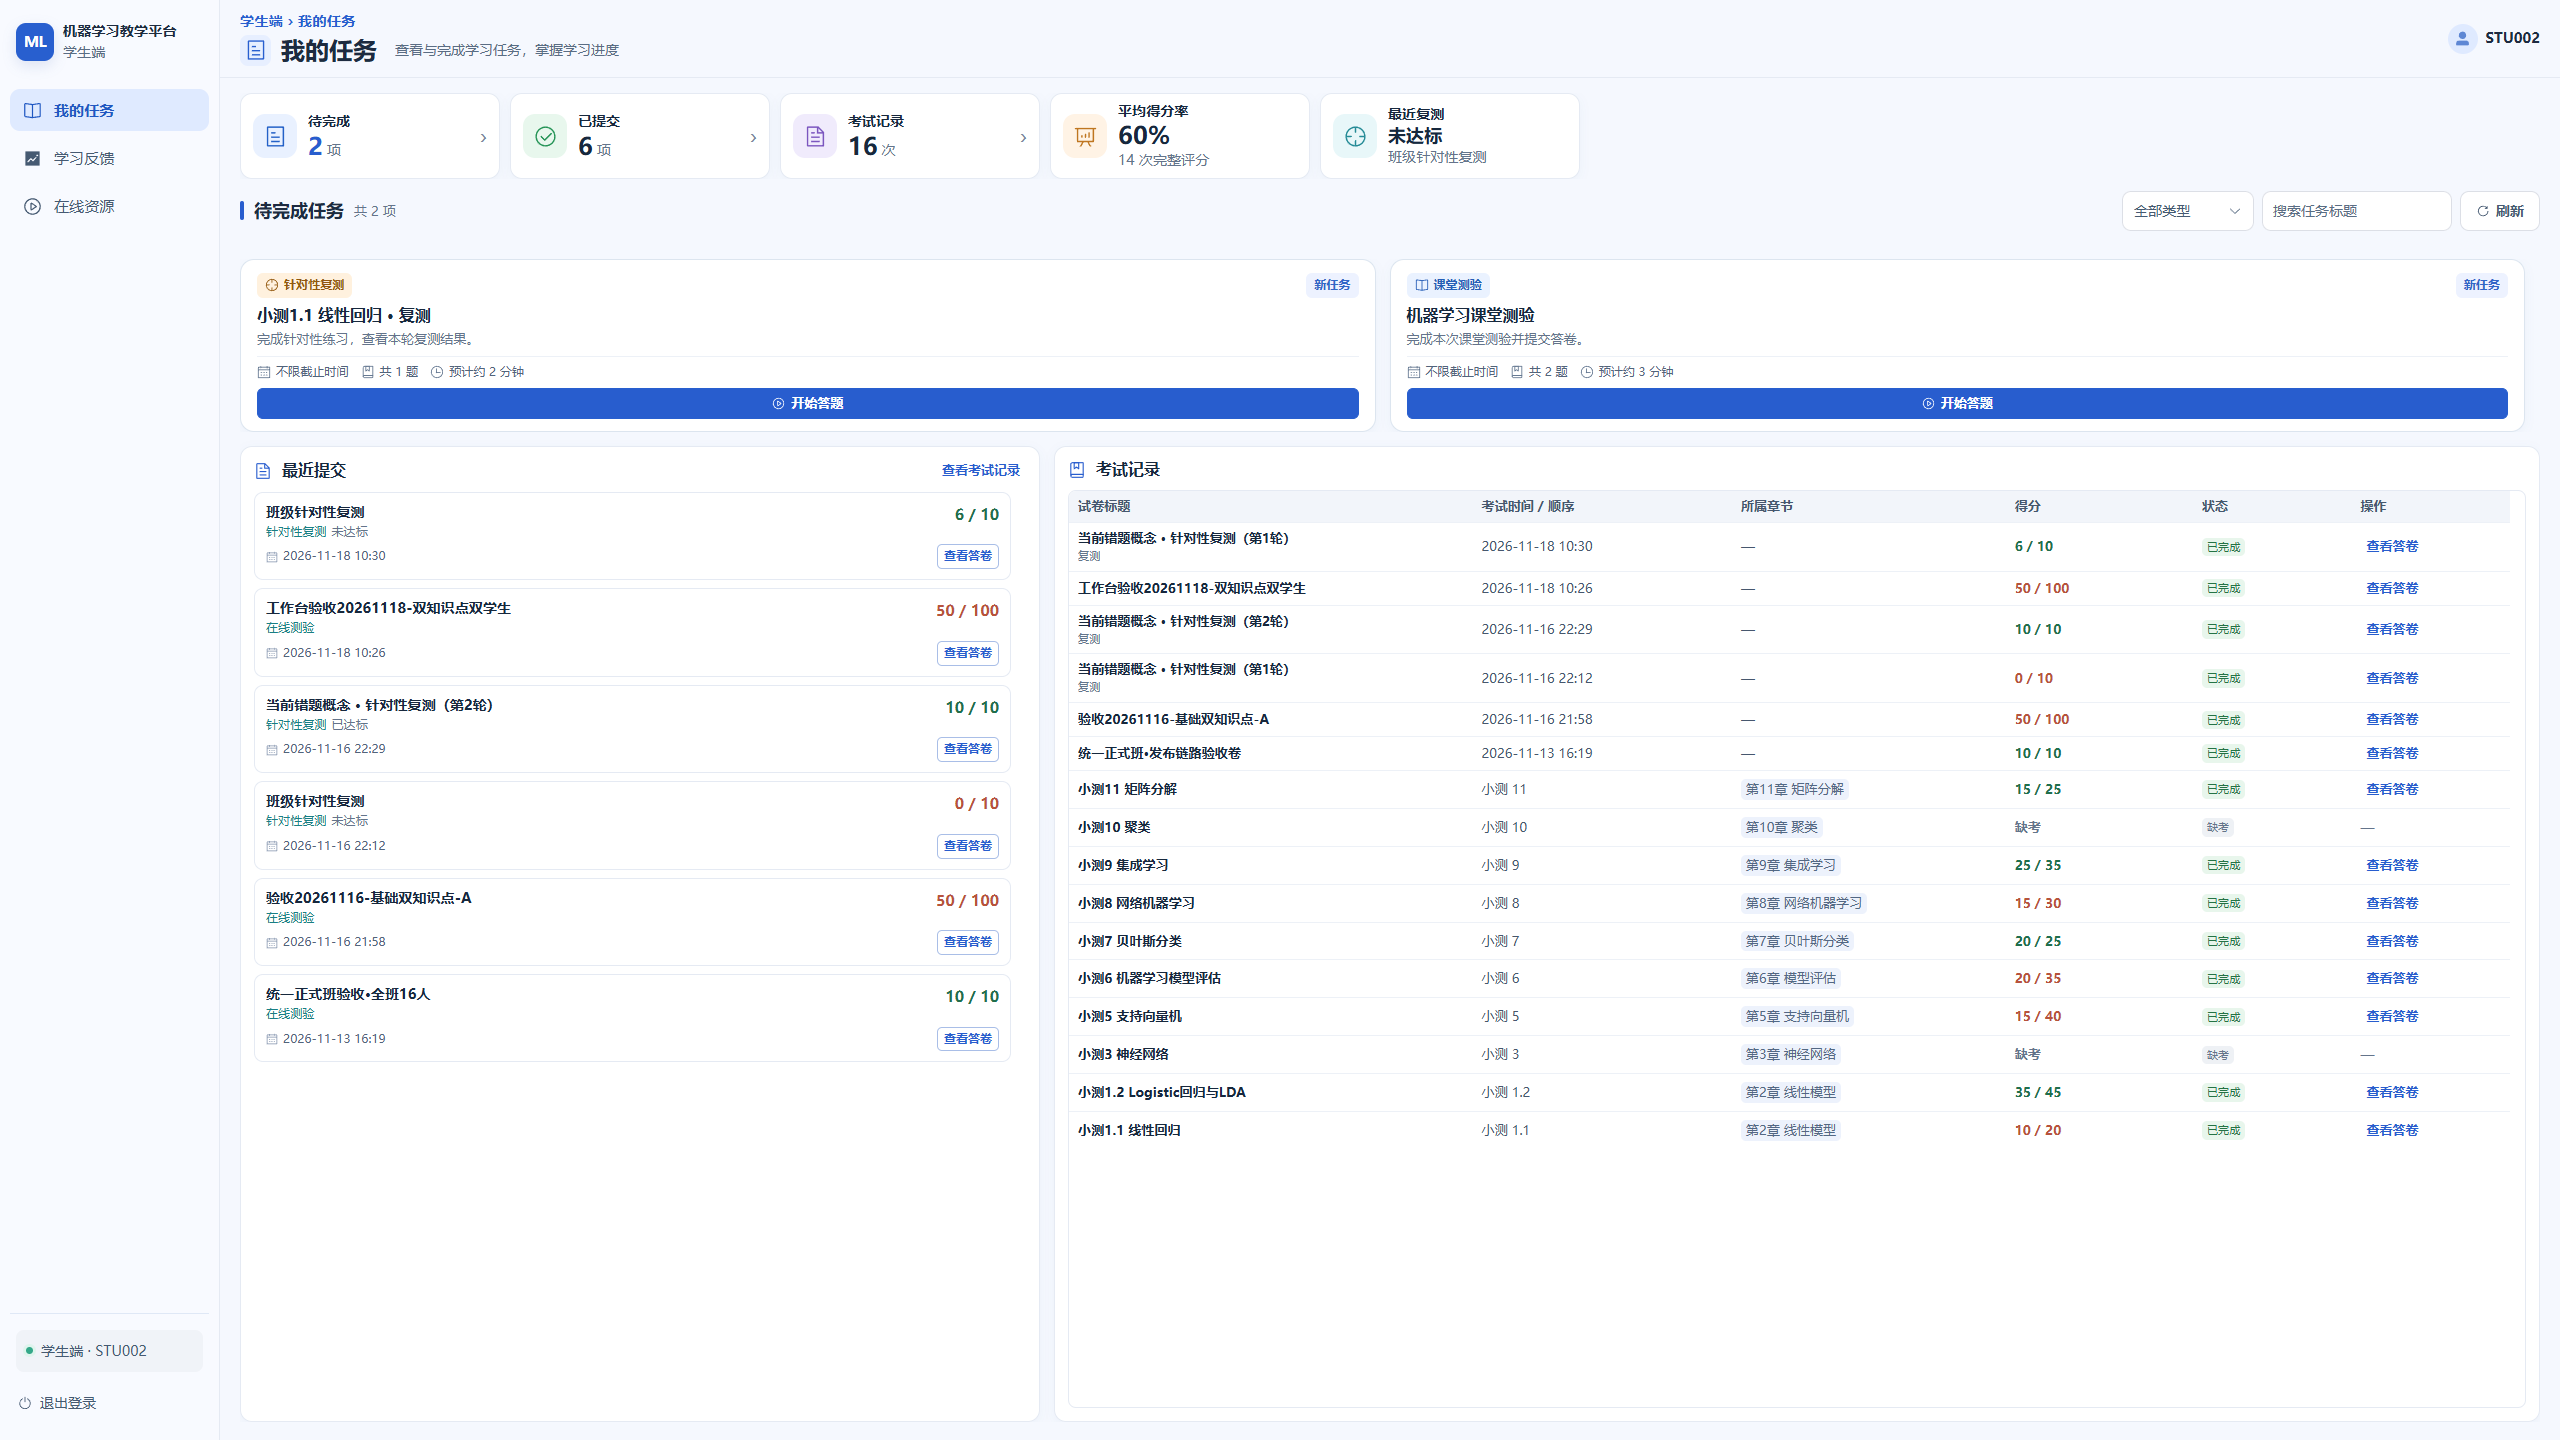 ML
机器学习教学平台
学生端
我的任务
学习反馈
在线资源
学生端 · STU002
退出登录
学生端 › 我的任务
我的任务 查看与完成学习任务，掌握学习进度
STU002
待完成
2 项
已提交
6 项
考试记录
16 次
平均得分率
60%
14 次完整评分
最近复测
未达标
班级针对性复测
待完成任务 共 2 项
全部类型
搜索任务标题
刷新
针对性复测 新任务
小测1.1 线性回归 • 复测
完成针对性练习，查看本轮复测结果。
不限截止时间 共 1 题 预计约 2 分钟
开始答题
课堂测验 新任务
机器学习课堂测验
完成本次课堂测验并提交答卷。
不限截止时间 共 2 题 预计约 3 分钟
开始答题
最近提交 查看考试记录
班级针对性复测 6 / 10
针对性复测 未达标
2026-11-18 10:30 查看答卷
工作台验收20261118-双知识点双学生 50 / 100
在线测验
2026-11-18 10:26 查看答卷
当前错题概念 • 针对性复测（第2轮） 10 / 10
针对性复测 已达标
2026-11-16 22:29 查看答卷
班级针对性复测 0 / 10
针对性复测 未达标
2026-11-16 22:12 查看答卷
验收20261116-基础双知识点-A 50 / 100
在线测验
2026-11-16 21:58 查看答卷
统一正式班验收•全班16人 10 / 10
在线测验
2026-11-13 16:19 查看答卷
考试记录
试卷标题 考试时间 / 顺序 所属章节 得分 状态 操作
当前错题概念 • 针对性复测（第1轮） 2026-11-18 10:30 — 6 / 10 已完成 查看答卷
复测
工作台验收20261118-双知识点双学生 2026-11-18 10:26 — 50 / 100 已完成 查看答卷
当前错题概念 • 针对性复测（第2轮） 2026-11-16 22:29 — 10 / 10 已完成 查看答卷
复测
当前错题概念 • 针对性复测（第1轮） 2026-11-16 22:12 — 0 / 10 已完成 查看答卷
复测
验收20261116-基础双知识点-A 2026-11-16 21:58 — 50 / 100 已完成 查看答卷
统一正式班•发布链路验收卷 2026-11-13 16:19 — 10 / 10 已完成 查看答卷
小测11 矩阵分解 小测 11 第11章 矩阵分解 15 / 25 已完成 查看答卷
小测10 聚类 小测 10 第10章 聚类 缺考 缺考 —
小测9 集成学习 小测 9 第9章 集成学习 25 / 35 已完成 查看答卷
小测8 网络机器学习 小测 8 第8章 网络机器学习 15 / 30 已完成 查看答卷
小测7 贝叶斯分类 小测 7 第7章 贝叶斯分类 20 / 25 已完成 查看答卷
小测6 机器学习模型评估 小测 6 第6章 模型评估 20 / 35 已完成 查看答卷
小测5 支持向量机 小测 5 第5章 支持向量机 15 / 40 已完成 查看答卷
小测3 神经网络 小测 3 第3章 神经网络 缺考 缺考 —
小测1.2 Logistic回归与LDA 小测 1.2 第2章 线性模型 35 / 45 已完成 查看答卷
小测1.1 线性回归 小测 1.1 第2章 线性模型 10 / 20 已完成 查看答卷